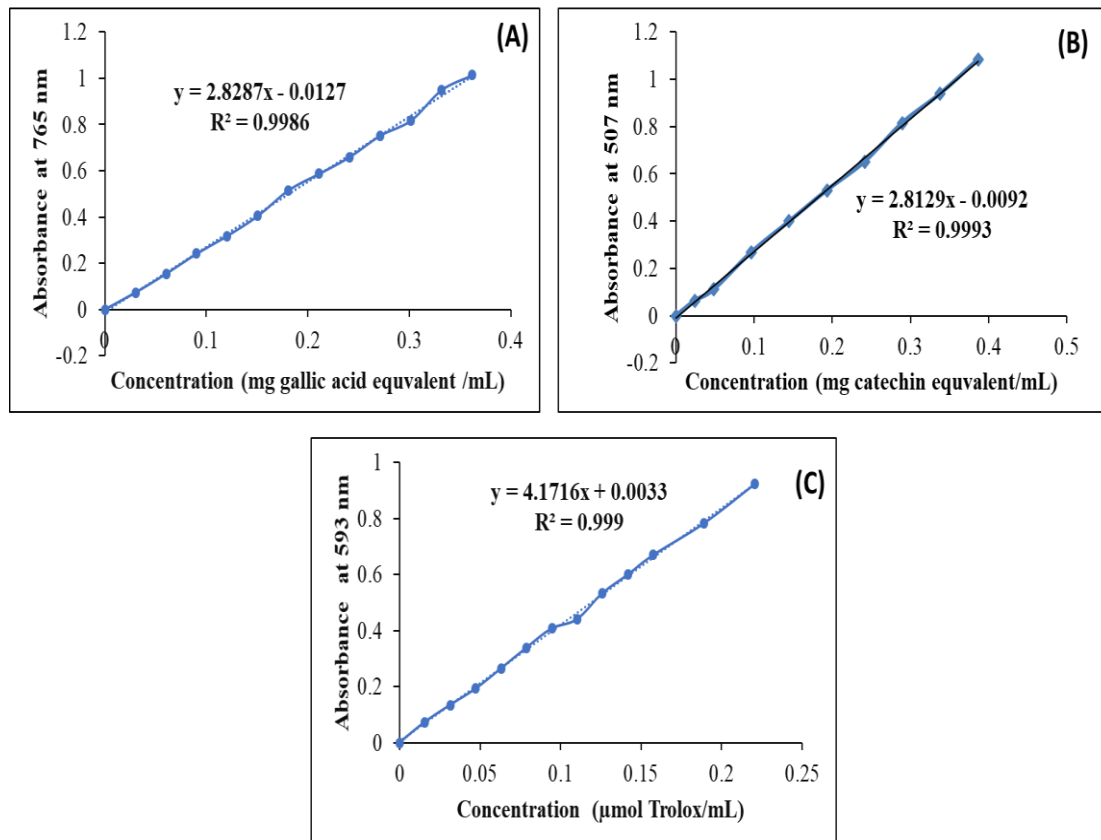 (A)
y = 2.8287x - 0.0127
R² = 0.9986
Absorbance at 765 nm
1.2
1
0.8
0.6
0.4
0.2
0
-0.2
0 0.1 0.2 0.3 0.4
Concentration (mg gallic acid equvalent /mL)
(B)
y = 2.8129x - 0.0092
R² = 0.9993
Absorbance at 507 nm
1.2
1
0.8
0.6
0.4
0.2
0
-0.2
0 0.1 0.2 0.3 0.4 0.5
Concentration (mg catechin equvalent/mL)
(C)
y = 4.1716x + 0.0033
R² = 0.999
Absorbance at 593 nm
1
0.8
0.6
0.4
0.2
0
0 0.05 0.1 0.15 0.2 0.25
Concentration (µmol Trolox/mL)